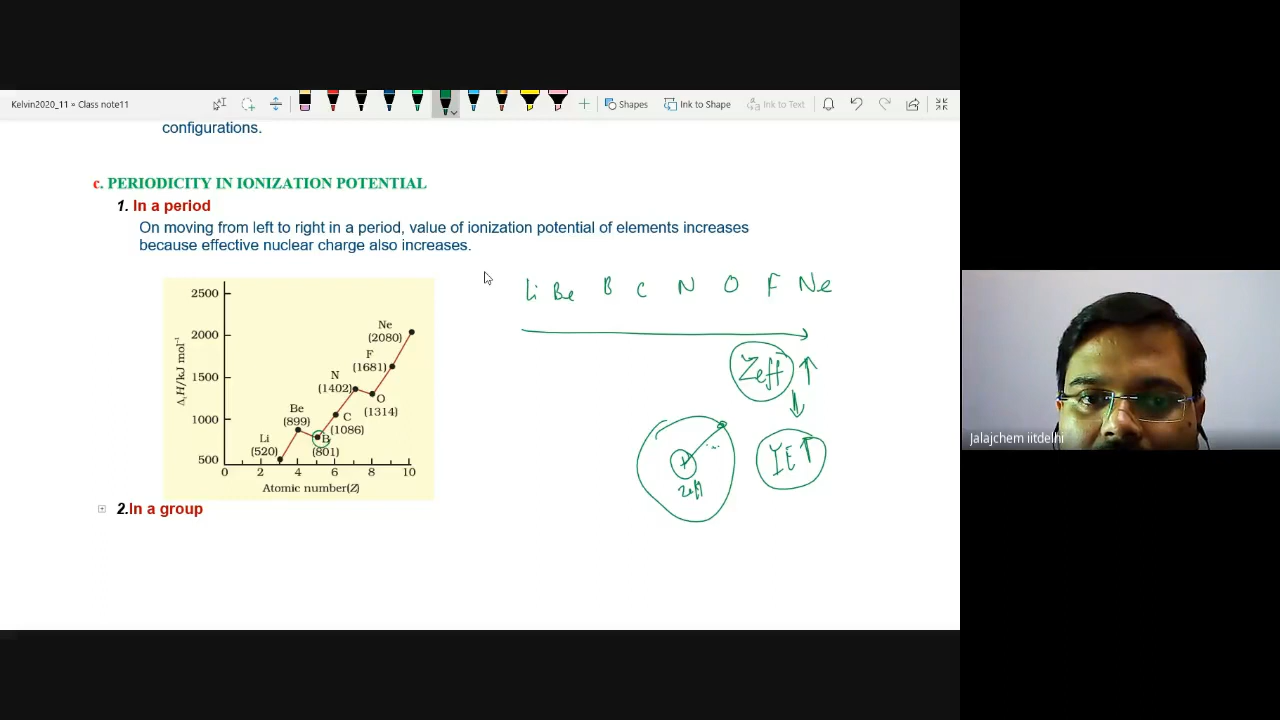 Kelvin2020_11 » Class note11
Shapes
Ink to Shape
Ink to Text
configurations.
c. PERIODICITY IN IONIZATION POTENTIAL
1. In a period
On moving from left to right in a period, value of ionization potential of elements increases
because effective nuclear charge also increases.
Li Be B C N O F Ne
Zeff ↑
↓
IE ↑
+
Zeff
ΔᵢH/kJ mol⁻¹
2500
2000
1500
1000
500
0 2 4 6 8 10
Atomic number(Z)
Li
(520)
Be
(899)
B
(801)
C
(1086)
N
(1402)
O
(1314)
F
(1681)
Ne
(2080)
2.In a group
Jalajchem iitdelhi